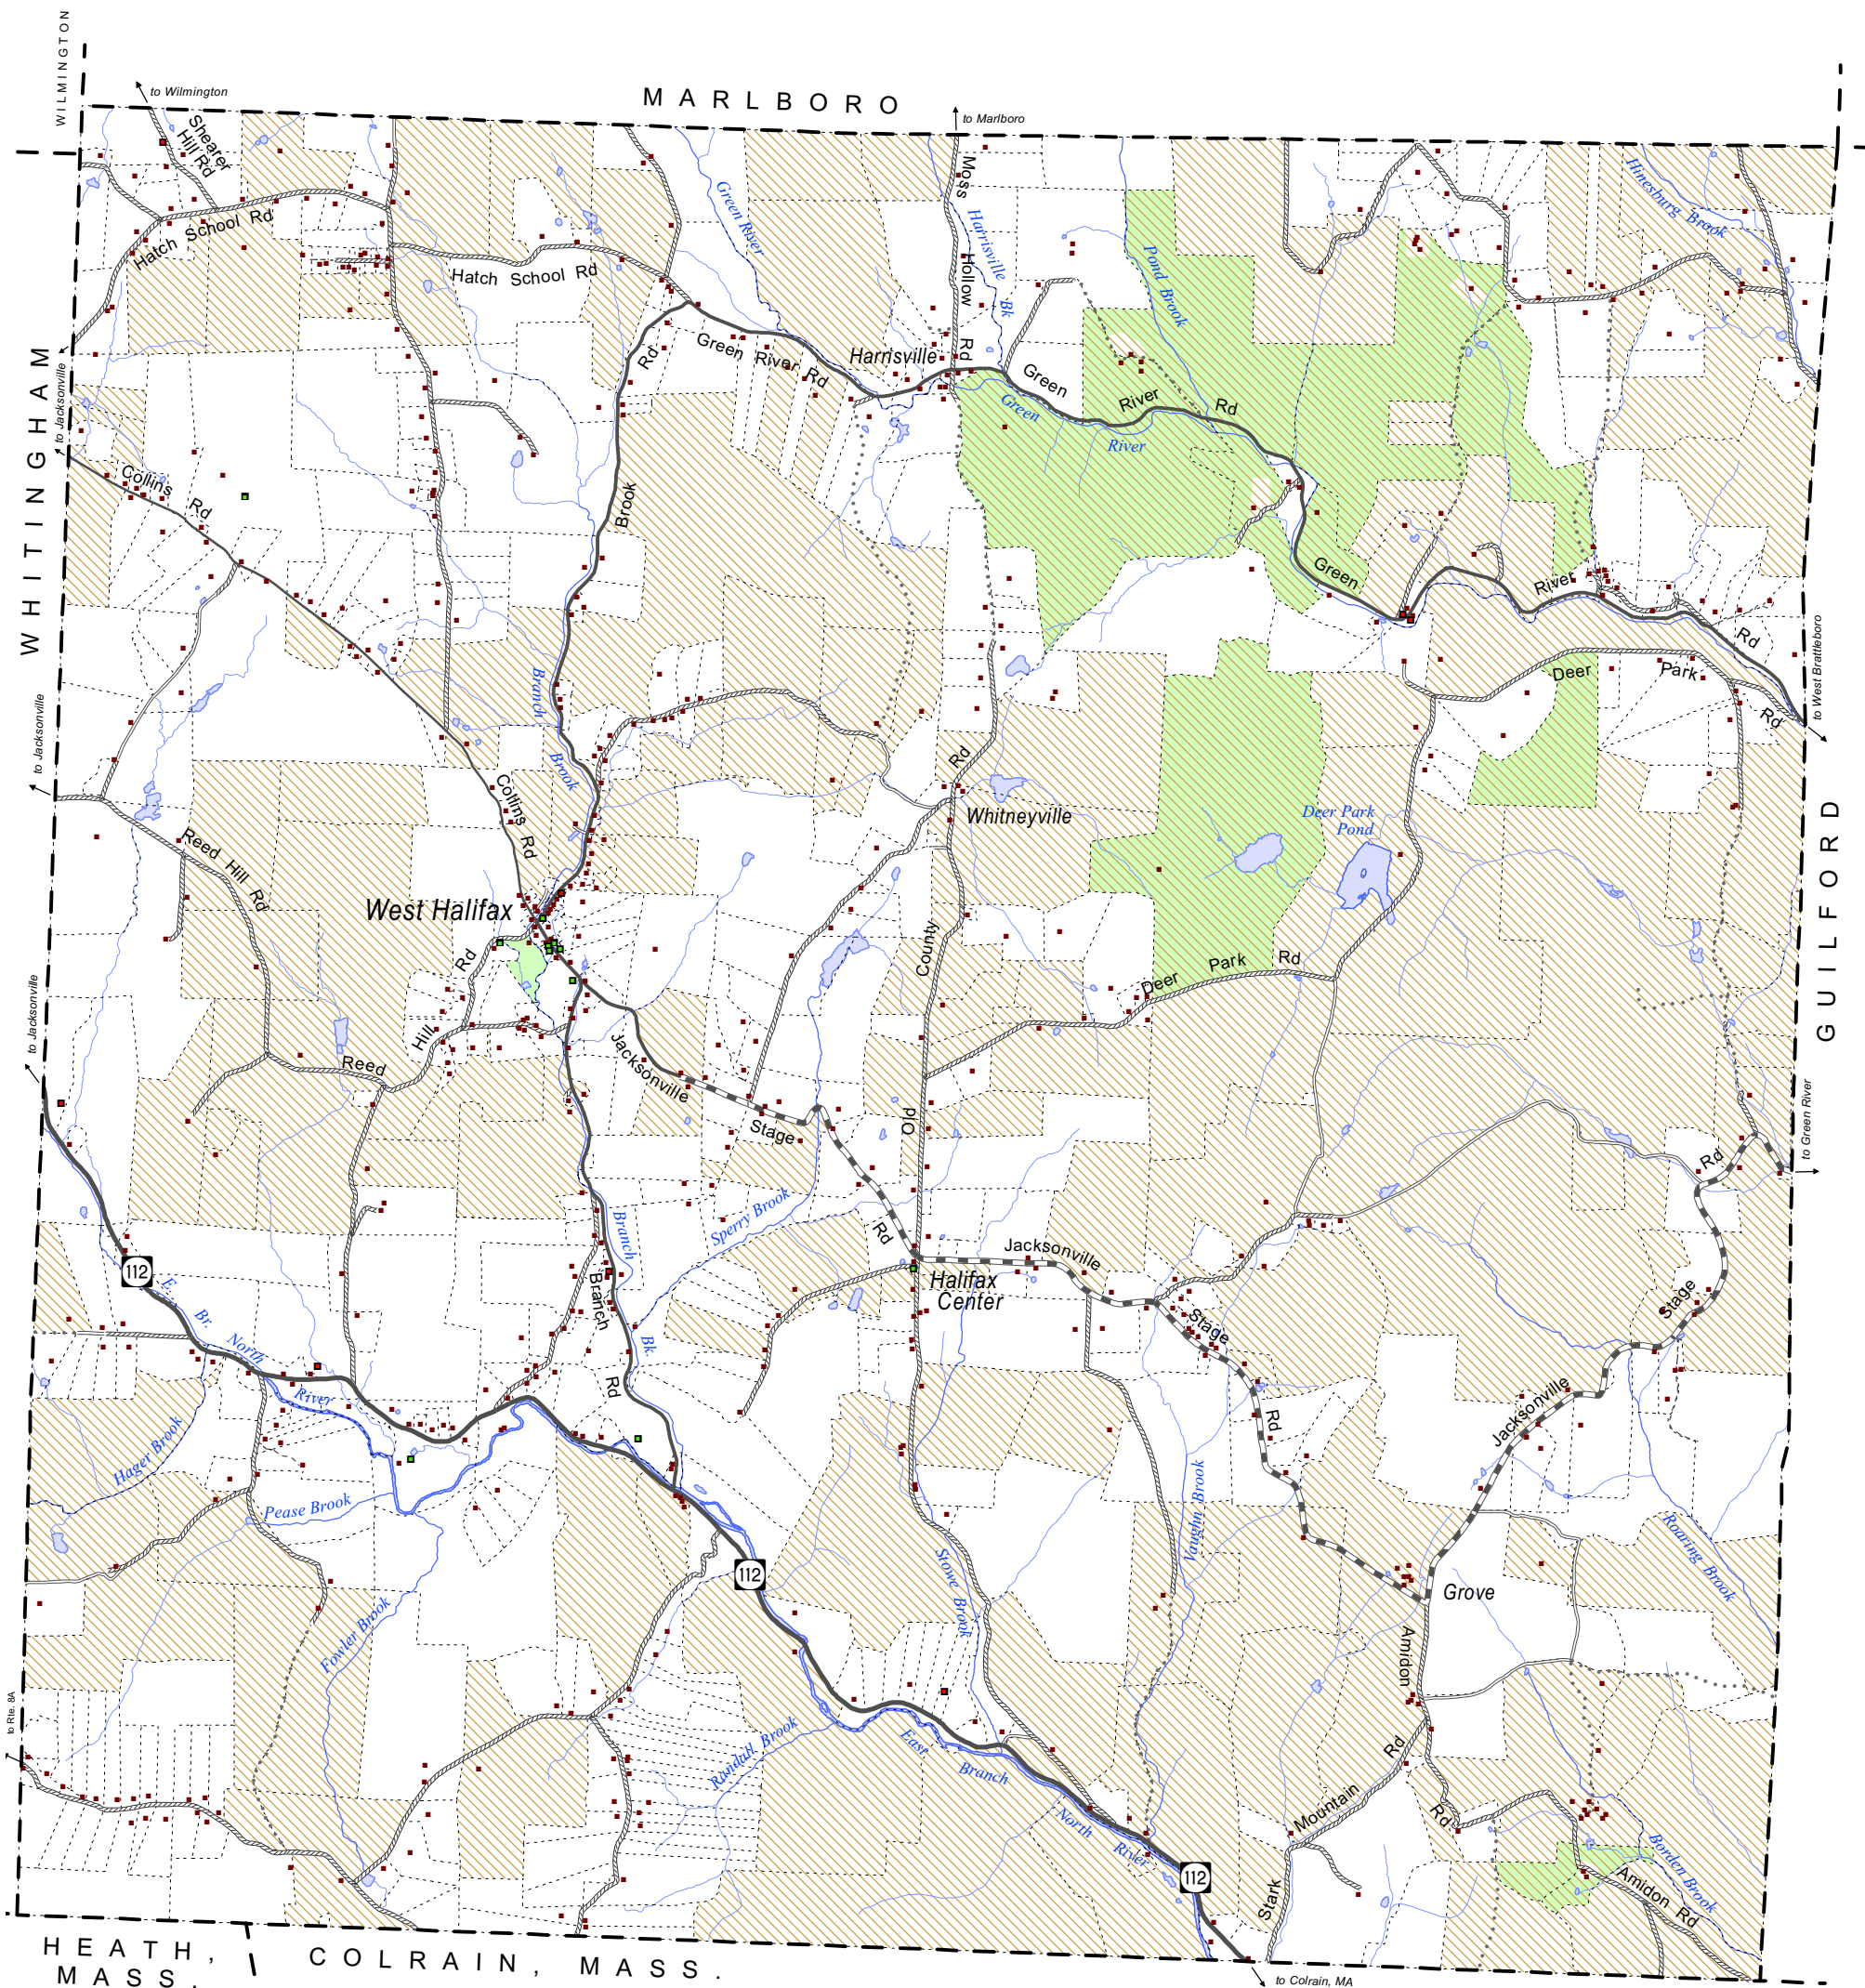 WILMINGTON
to Wilmington
MARLBORO
to Marlboro
Shearer
Hill Rd
Hatch School Rd
Hatch School Rd
Green River
Moss
Hollow
Rd
Harrisville
Bk
Pond Brook
Hinesburg Brook
WHITINGHAM
to Jacksonville
Rd
Green River Rd
Harrisville
Green
River
Rd
Green
River
Collins
Rd
Brook
Green
River
Rd
Deer
Park
Rd
to West Brattleboro
to Jacksonville
Branch
Brook
Rd
Whitneyville
Collins Rd
Deer Park
Pond
GUILFORD
Reed Hill Rd
West Halifax
Rd
County
Deer
Park
Rd
to Jacksonville
Hill
Reed
Jacksonville
Stage
Old
to Green River
Rd
Sperry Brook
Branch
Rd
Jacksonville
Halifax
Center
Stage
Stage
112
E.
Br.
North
River
Branch
Bk.
Rd
Rd
Jacksonville
Hager Brook
Pease Brook
Vaughn Brook
Roaring Brook
112
Stowe Brook
Grove
Fowler Brook
Amidon
Rd
to Rte. 8A
Randall Brook
East
Branch
North
River
Mountain
Rd
Borden Brook
112
Stark
Amidon Rd
HEATH,
MASS.
COLRAIN, MASS.
to Colrain, MA